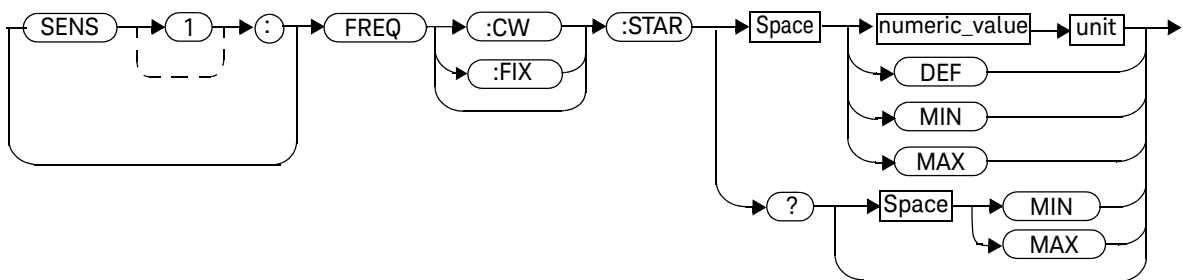 SENS 1 : FREQ :CW :STAR Space numeric_value unit
:FIX DEF
MIN
MAX
? Space MIN
MAX